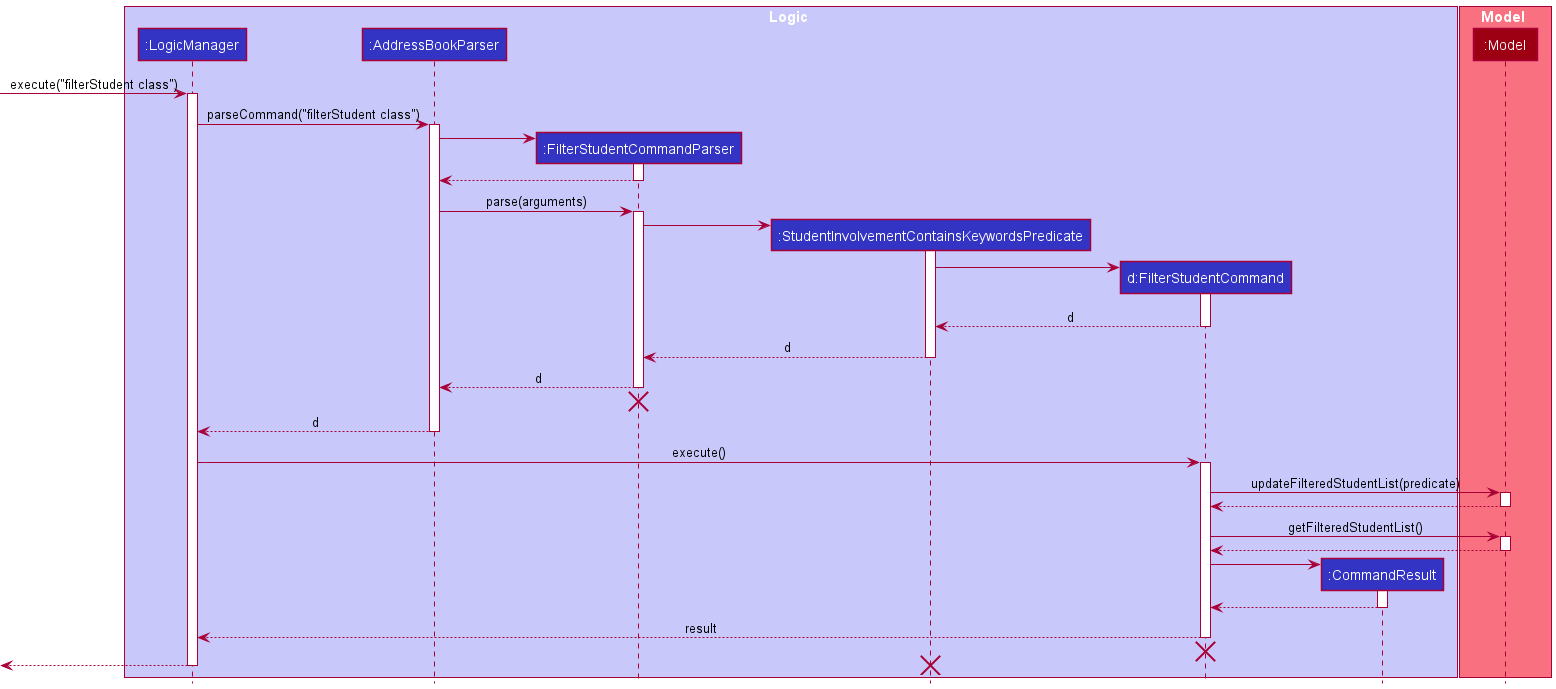 Logic
Model
:LogicManager
:AddressBookParser
:Model
execute("filterStudent class")
parseCommand("filterStudent class")
:FilterStudentCommandParser
parse(arguments)
:StudentInvolvementContainsKeywordsPredicate
d:FilterStudentCommand
d
d
d
d
execute()
updateFilteredStudentList(predicate)
getFilteredStudentList()
:CommandResult
result